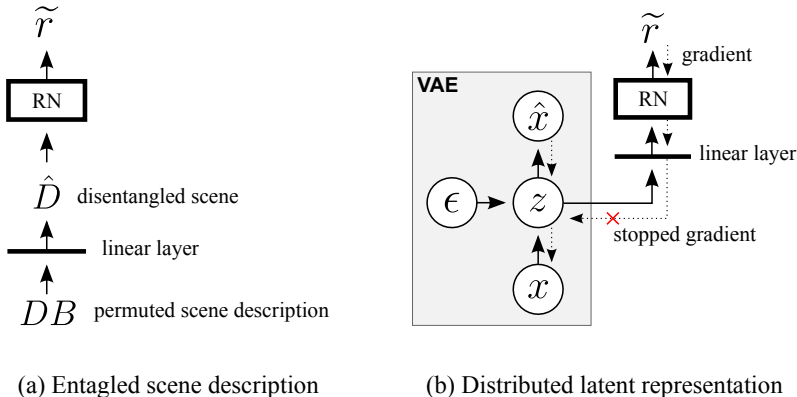 r̃
RN
D̂ disentangled scene
linear layer
DB permuted scene description
(a) Entagled scene description
r̃
gradient
VAE
RN
x̂
linear layer
ϵ
z
stopped gradient
x
(b) Distributed latent representation